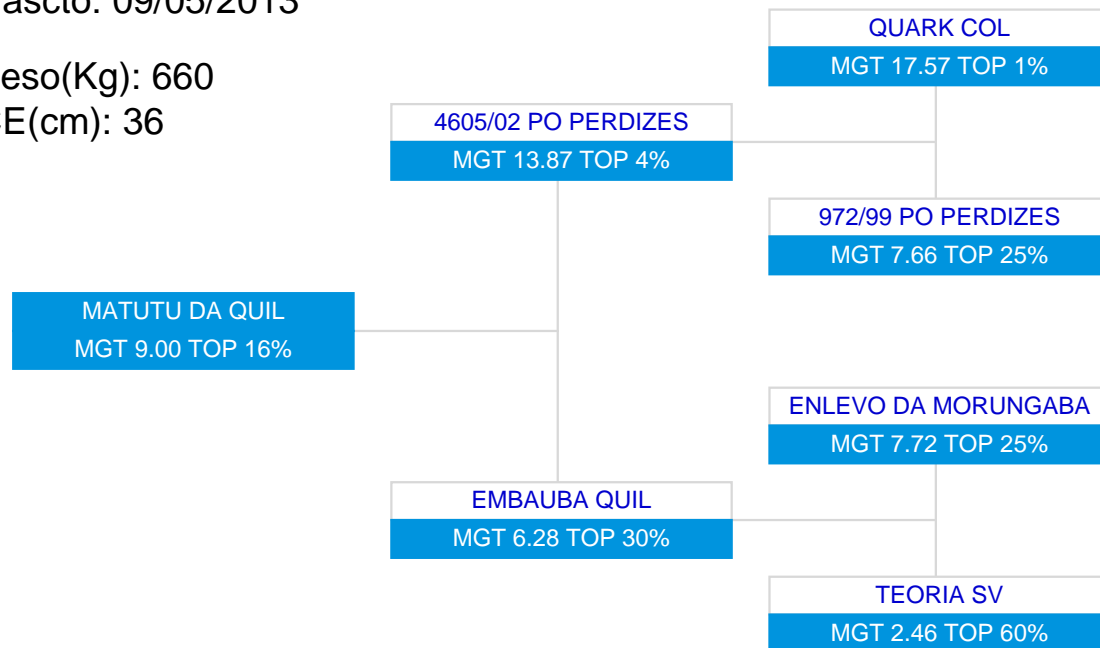 ascto: 09/05/2013
eso(Kg): 660
E(cm): 36
QUARK COL
MGT 17.57 TOP 1%
4605/02 PO PERDIZES
MGT 13.87 TOP 4%
972/99 PO PERDIZES
MGT 7.66 TOP 25%
MATUTU DA QUIL
MGT 9.00 TOP 16%
ENLEVO DA MORUNGABA
MGT 7.72 TOP 25%
EMBAUBA QUIL
MGT 6.28 TOP 30%
TEORIA SV
MGT 2.46 TOP 60%